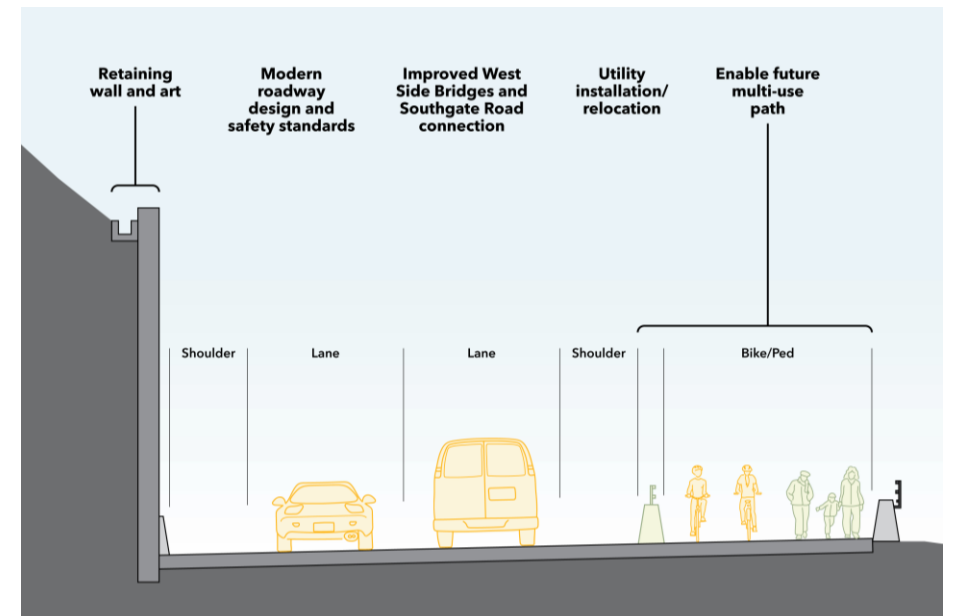 Retaining
wall and art
Modern
roadway
design and
safety standards
Improved West
Side Bridges and
Southgate Road
connection
Utility
installation/
relocation
Enable future
multi-use
path
Shoulder
Lane
Lane
Shoulder
Bike/Ped